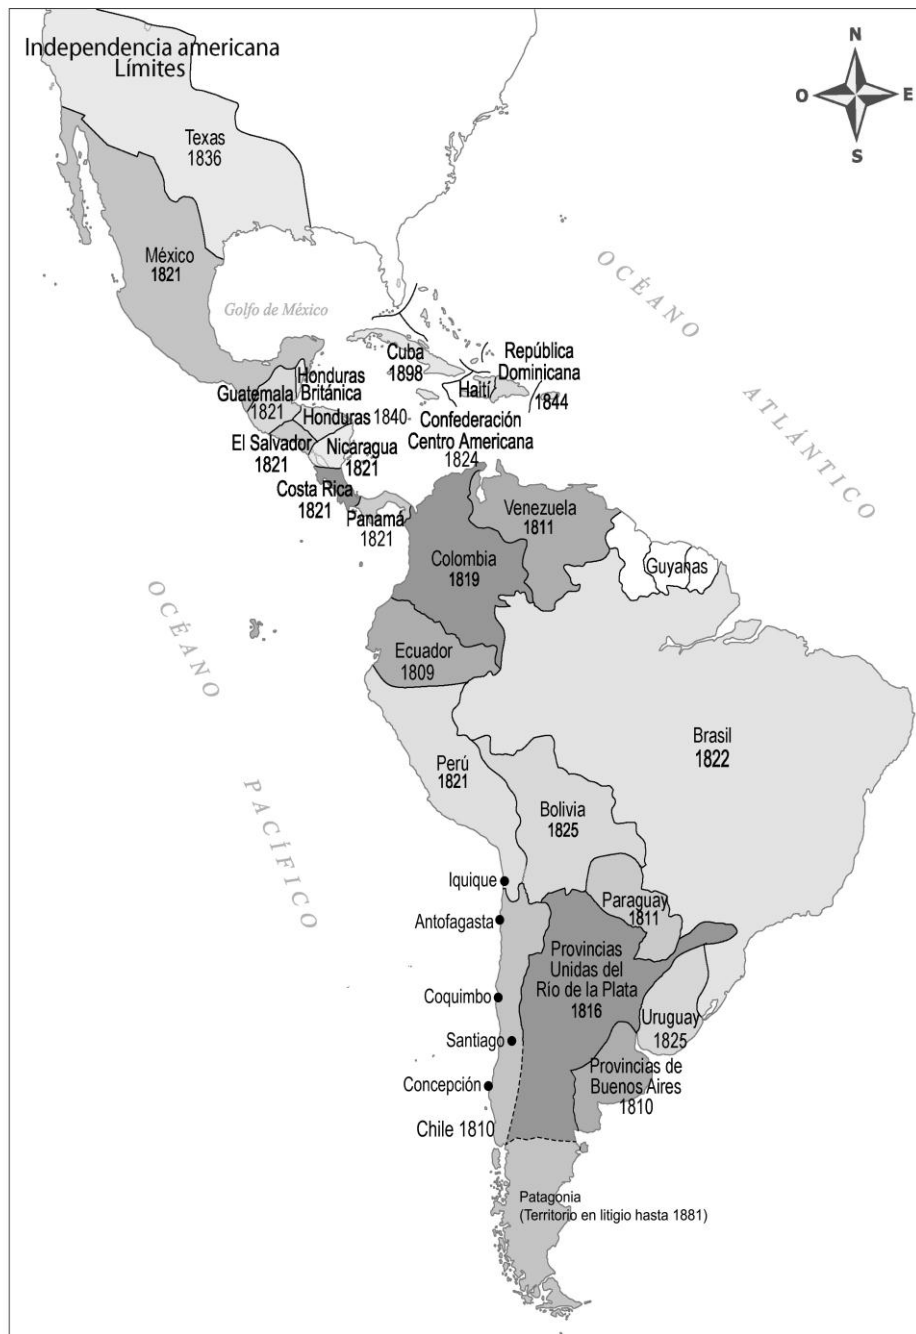 Independencia americana
Límites
N
O
E
S
Texas
1836
México
1821
Golfo de México
OCÉANO
ATLÁNTICO
Cuba
1898
República
Dominicana
1844
Haití
Honduras
Británica
Guatemala
1821
Honduras 1840
El Salvador
1821
Nicaragua
1821
Confederación
Centro Americana
1824
Costa Rica
1821
Panamá
1821
Venezuela
1811
Colombia
1819
Guyanas
Ecuador
1809
OCÉANO
PACÍFICO
Brasil
1822
Perú
1821
Bolivia
1825
Iquique
Paraguay
1811
Antofagasta
Provincias
Unidas del
Río de la Plata
1816
Coquimbo
Uruguay
1825
Santiago
Provincias de
Buenos Aires
1810
Concepción
Chile 1810
Patagonia
(Territorio en litigio hasta 1881)